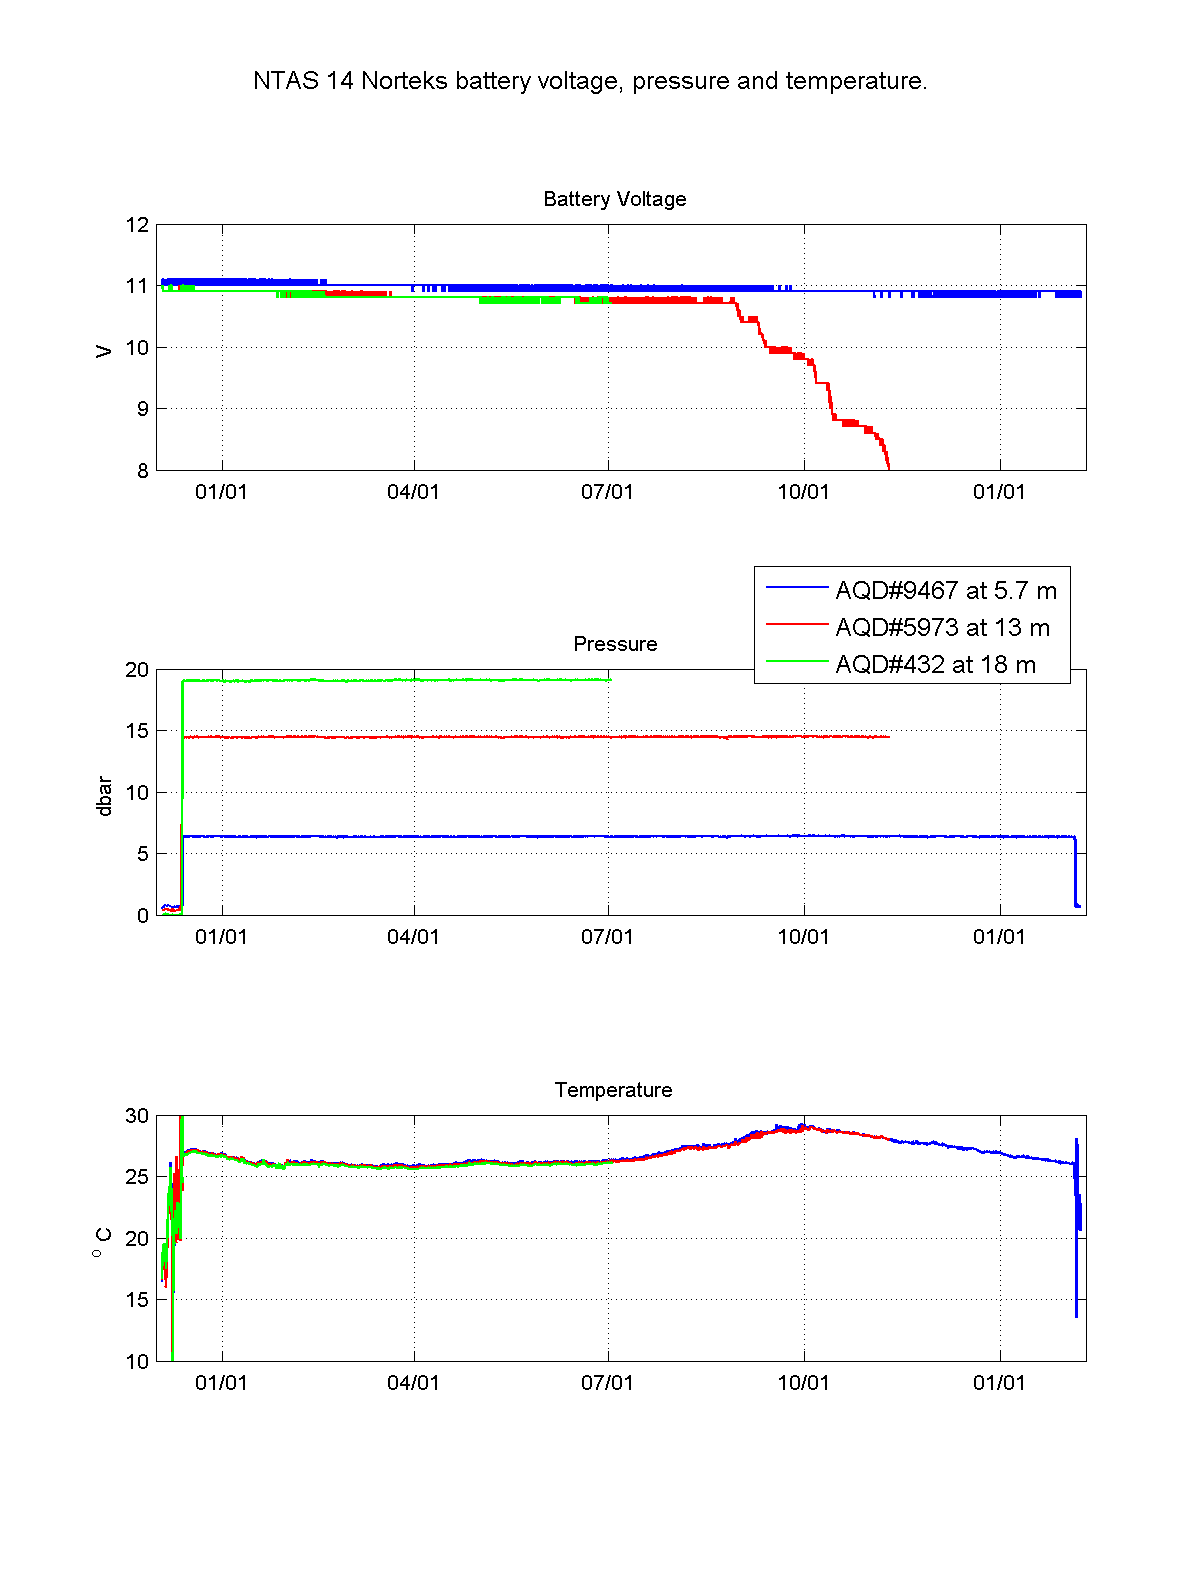 NTAS 14 Norteks battery voltage, pressure and temperature.
Battery Voltage
12
11
10
9
8
V
01/01 04/01 07/01 10/01 01/01
AQD#9467 at 5.7 m
AQD#5973 at 13 m
AQD#432 at 18 m
Pressure
20
15
10
5
0
dbar
01/01 04/01 07/01 10/01 01/01
Temperature
30
25
20
15
10
° C
01/01 04/01 07/01 10/01 01/01